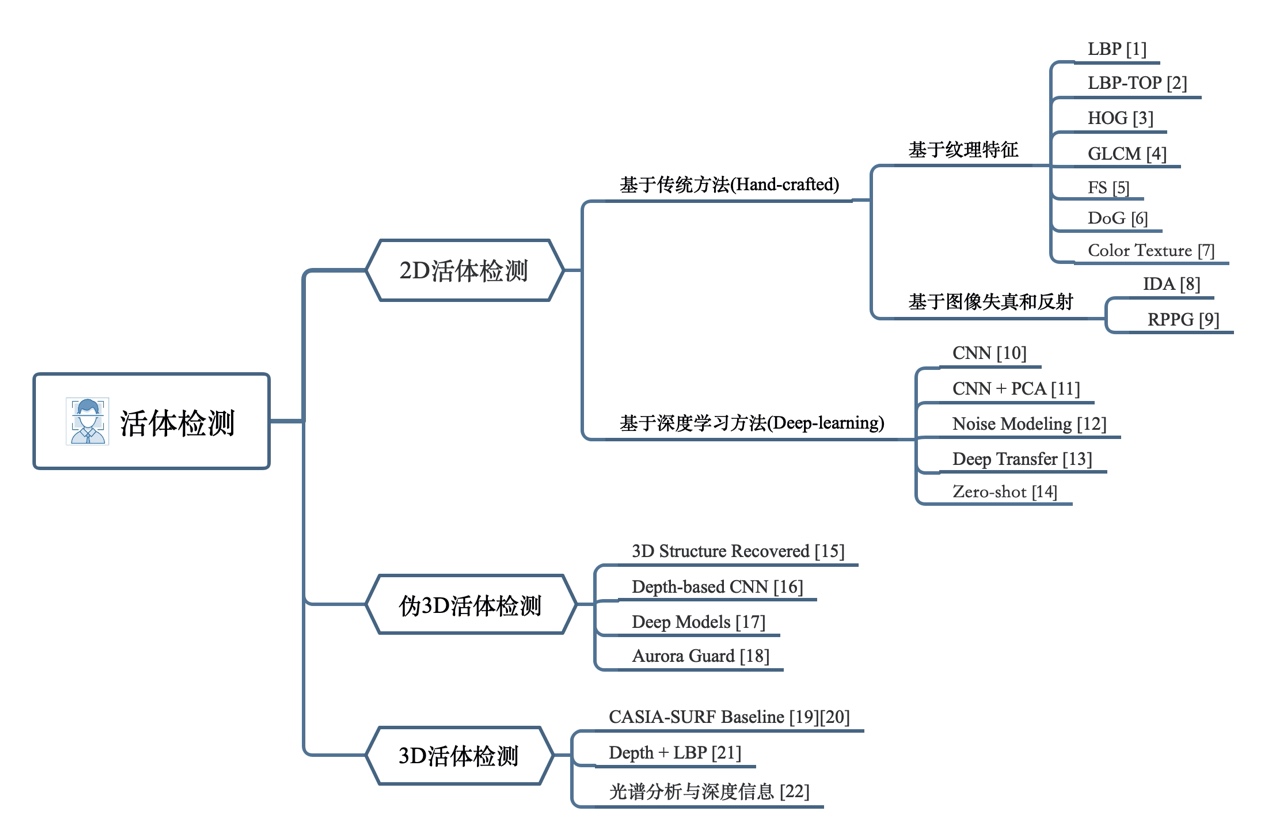 活体检测
2D活体检测
基于传统方法(Hand-crafted)
基于纹理特征
LBP [1]
LBP-TOP [2]
HOG [3]
GLCM [4]
FS [5]
DoG [6]
Color Texture [7]
基于图像失真和反射
IDA [8]
RPPG [9]
基于深度学习方法(Deep-learning)
CNN [10]
CNN + PCA [11]
Noise Modeling [12]
Deep Transfer [13]
Zero-shot [14]
伪3D活体检测
3D Structure Recovered [15]
Depth-based CNN [16]
Deep Models [17]
Aurora Guard [18]
3D活体检测
CASIA-SURF Baseline [19][20]
Depth + LBP [21]
光谱分析与深度信息 [22]